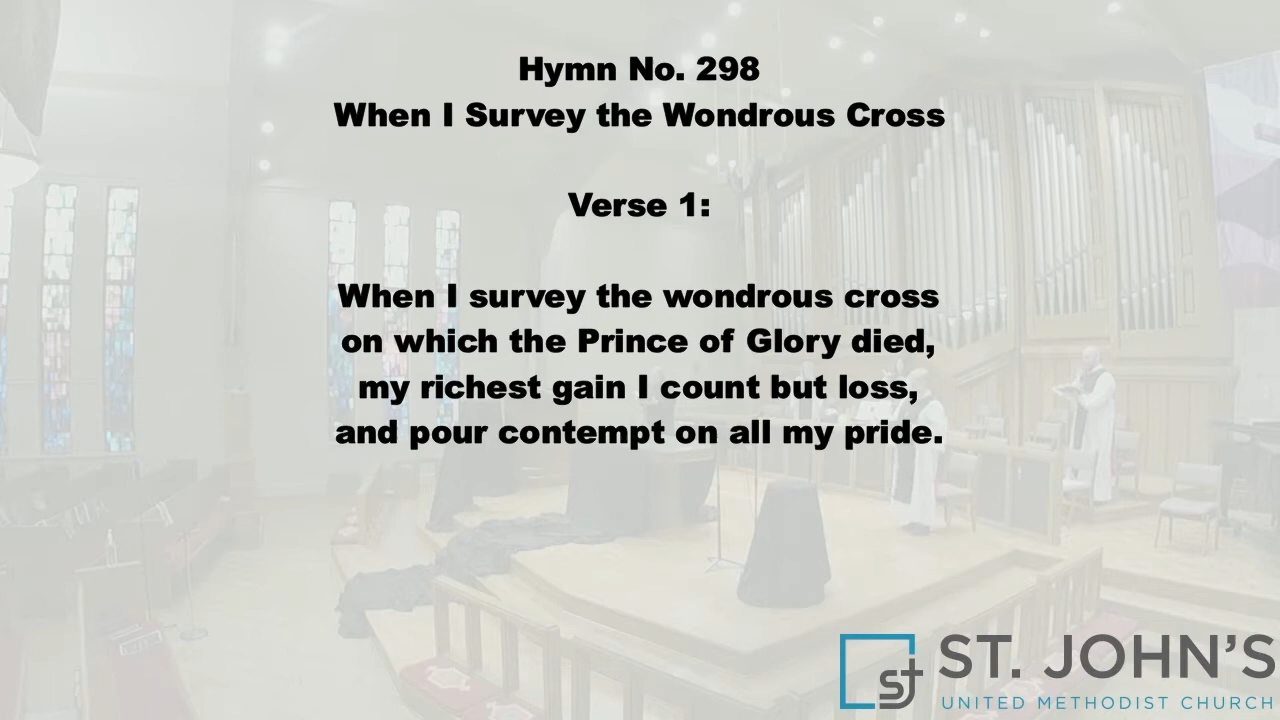 Hymn No. 298
When I Survey the Wondrous Cross
Verse 1:
When I survey the wondrous cross
on which the Prince of Glory died,
my richest gain I count but loss,
and pour contempt on all my pride.
st
ST. JOHN'S
UNITED METHODIST CHURCH